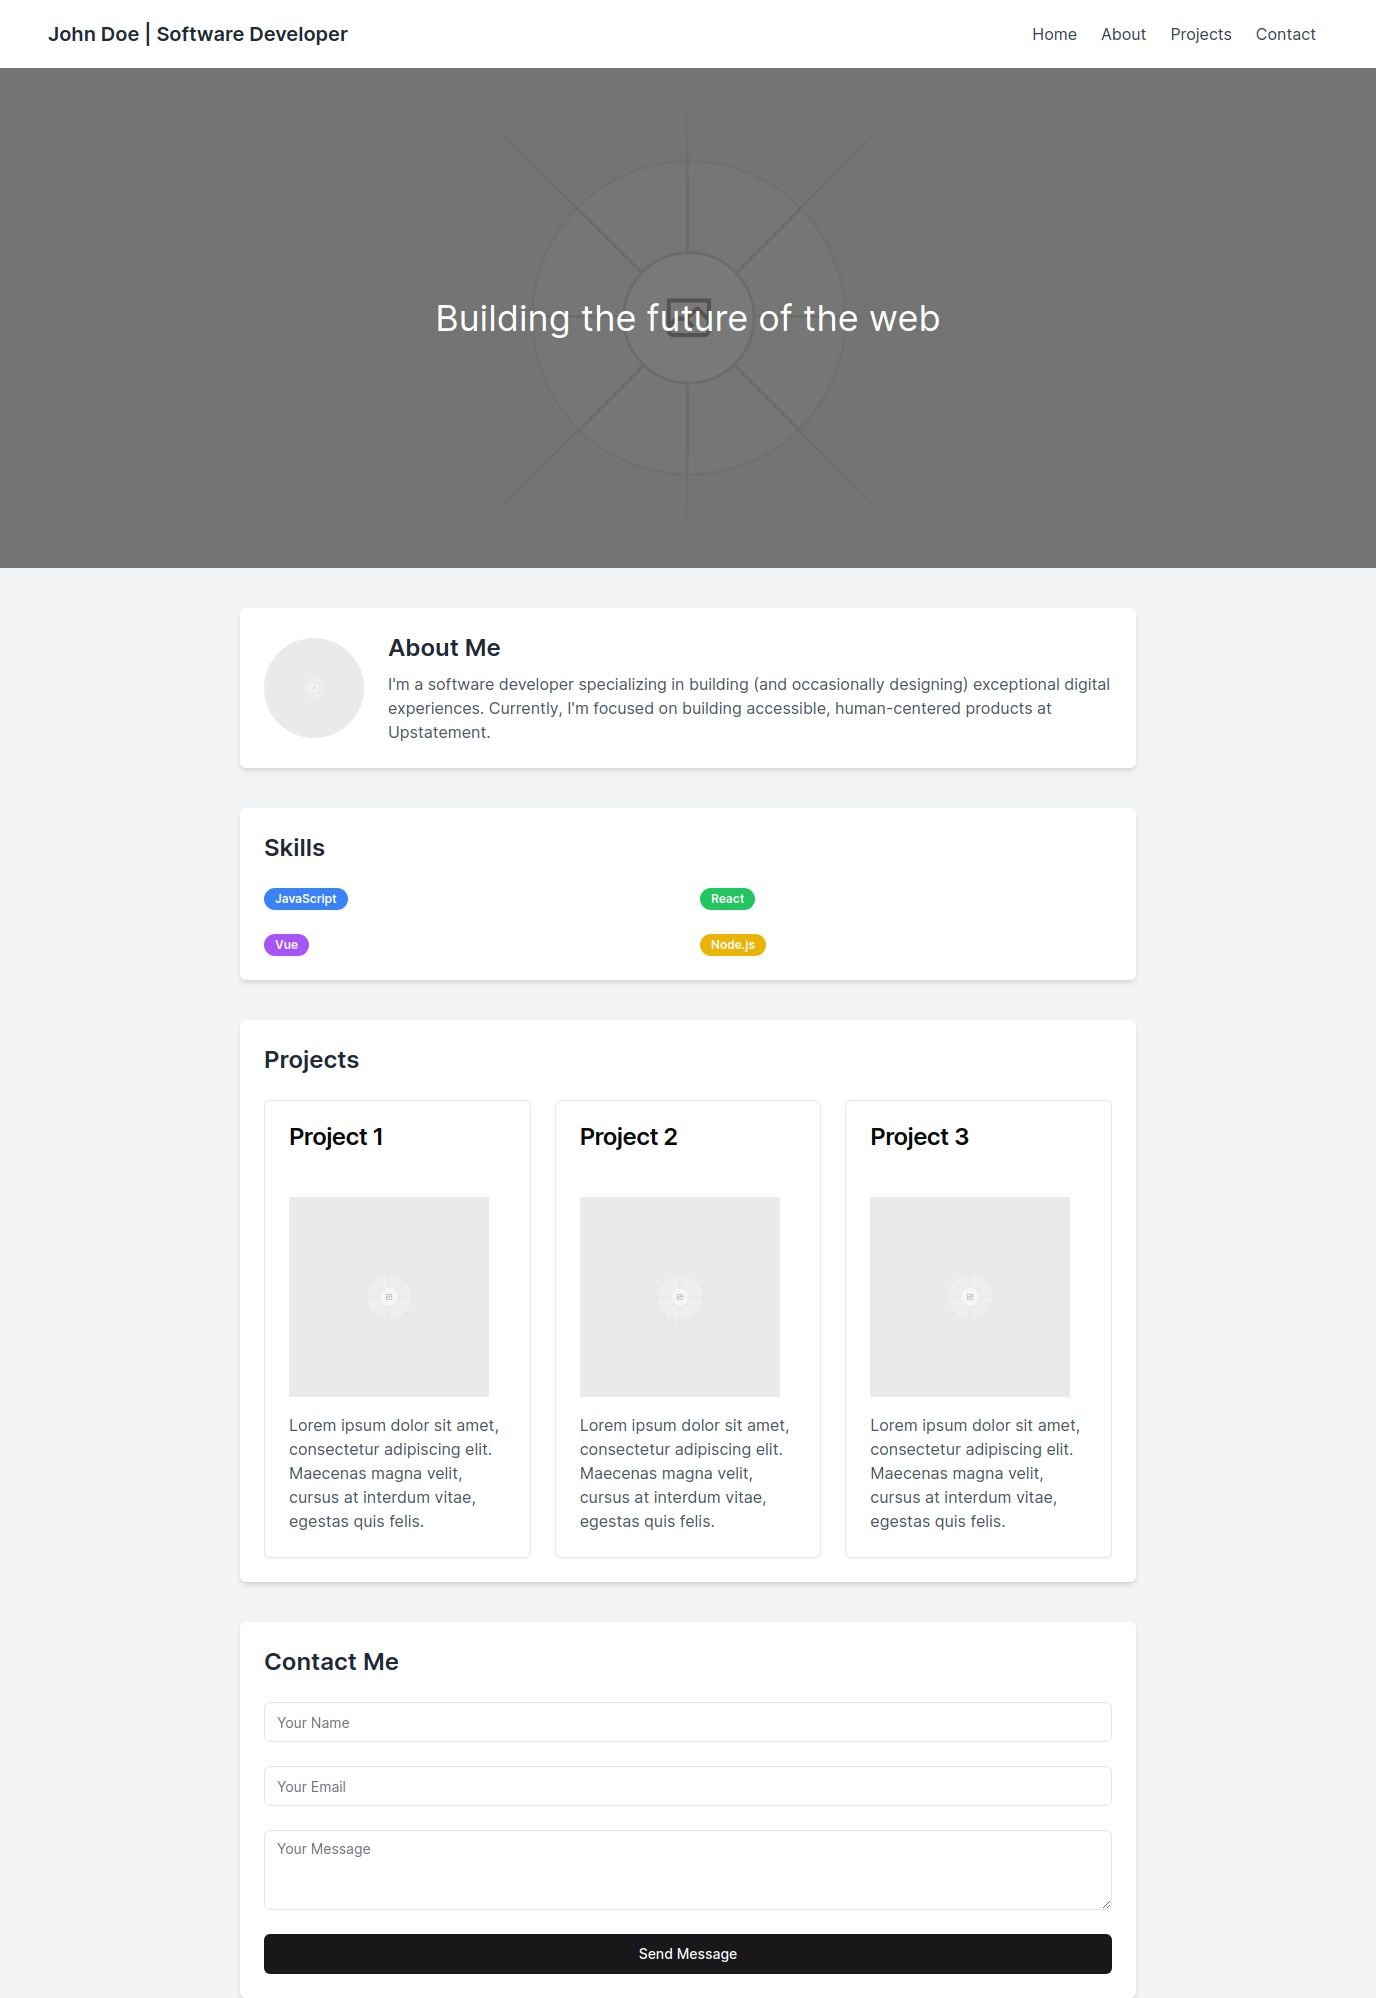 John Doe | Software Developer
Home About Projects Contact
Building the future of the web
About Me
I'm a software developer specializing in building (and occasionally designing) exceptional digital
experiences. Currently, I'm focused on building accessible, human-centered products at
Upstatement.
Skills
JavaScript React
Vue Node.js
Projects
Project 1
Lorem ipsum dolor sit amet,
consectetur adipiscing elit.
Maecenas magna velit,
cursus at interdum vitae,
egestas quis felis.
Project 2
Lorem ipsum dolor sit amet,
consectetur adipiscing elit.
Maecenas magna velit,
cursus at interdum vitae,
egestas quis felis.
Project 3
Lorem ipsum dolor sit amet,
consectetur adipiscing elit.
Maecenas magna velit,
cursus at interdum vitae,
egestas quis felis.
Contact Me
Your Name
Your Email
Your Message
Send Message